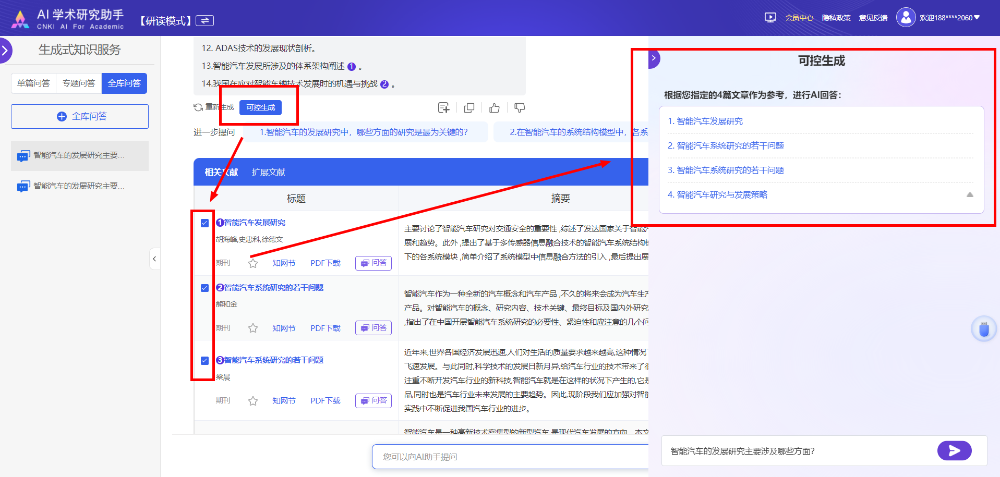 AI 学术研究助手
CNKI AI For Academic
【研读模式】
会员中心
隐私政策
意见反馈
欢迎188****2060
生成式知识服务
单篇问答
专题问答
全库问答
全库问答
智能汽车的发展研究主要...
智能汽车的发展研究主要...
12. ADAS技术的发展现状剖析。
13.智能汽车发展所涉及的体系架构阐述 1 。
14.我国在应对智能车辆技术发展时的机遇与挑战 2 。
重新生成
可控生成
进一步提问
1.智能汽车的发展研究中，哪些方面的研究是最为关键的？
2.在智能汽车的系统结构模型中，各系
相关文献
扩展文献
标题
摘要
1智能汽车发展研究
胡海峰,史忠科,徐德文
期刊
知网节
PDF下载
问答
主要讨论了智能汽车研究对交通安全的重要性 ,综述了发达国家关于智能汽
展和趋势。此外 ,提出了基于多传感器信息融合技术的智能汽车系统结构模
下的各系统模块 ,简单介绍了系统模型中信息融合方法的引入 ,最后提出展
2智能汽车系统研究的若干问题
熊和金
期刊
知网节
PDF下载
问答
智能汽车作为一种全新的汽车概念和汽车产品 ,不久的将来会成为汽车生产
产品。对智能汽车的概念、研究内容、技术关键、最终目标及国内外研究
,指出了在中国开展智能汽车系统研究的必要性、紧迫性和应注意的几个问
3智能汽车系统研究的若干问题
梁晨
期刊
知网节
PDF下载
问答
近年来,世界各国经济发展迅速,人们对生活的质量要求越来越高,这种情况下
飞速发展。与此同时,科学技术的发展日新月异,给汽车行业的技术带来了很
注重不断开发汽车行业的新科技,智能汽车就是在这样的状况下产生的,它是
品,同时也是汽车行业未来发展的主要趋势。因此,现阶段我们应加强对智能
实践中不断促进我国汽车行业的进步。
智能汽车是一种高新技术密集型的新型汽车,是现代汽车发展的方向。本文
您可以向AI助手提问
可控生成
根据您指定的4篇文章作为参考，进行AI回答：
1. 智能汽车发展研究
2. 智能汽车系统研究的若干问题
3. 智能汽车系统研究的若干问题
4. 智能汽车研究与发展策略
智能汽车的发展研究主要涉及哪些方面？